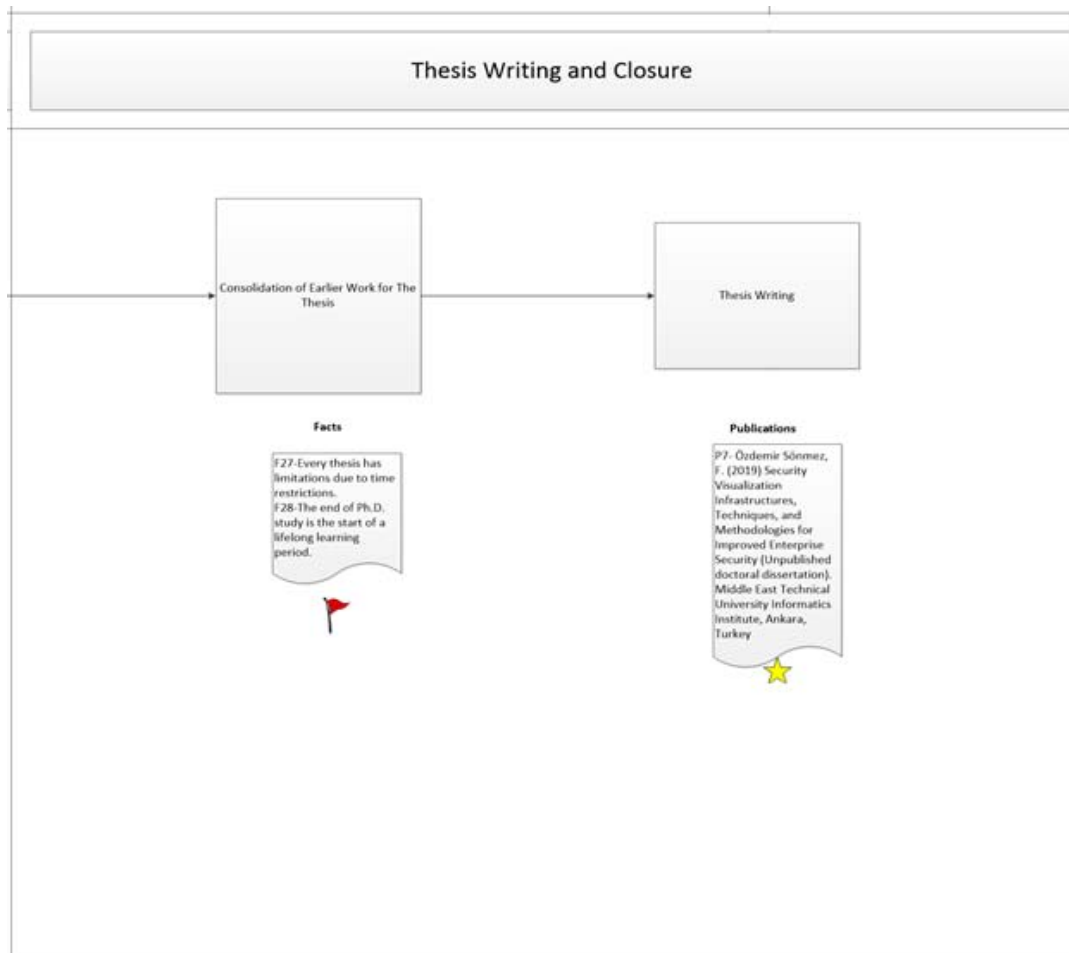 Thesis Writing and Closure
Consolidation of Earlier Work for The
Thesis
Thesis Writing
Facts
F27-Every thesis has
limitations due to time
restrictions.
F28-The end of Ph.D.
study is the start of a
lifelong learning
period.
Publications
P7- Özdemir Sönmez,
F. (2019) Security
Visualization
Infrastructures,
Techniques, and
Methodologies for
Improved Enterprise
Security (Unpublished
doctoral dissertation).
Middle East Technical
University Informatics
Institute, Ankara,
Turkey